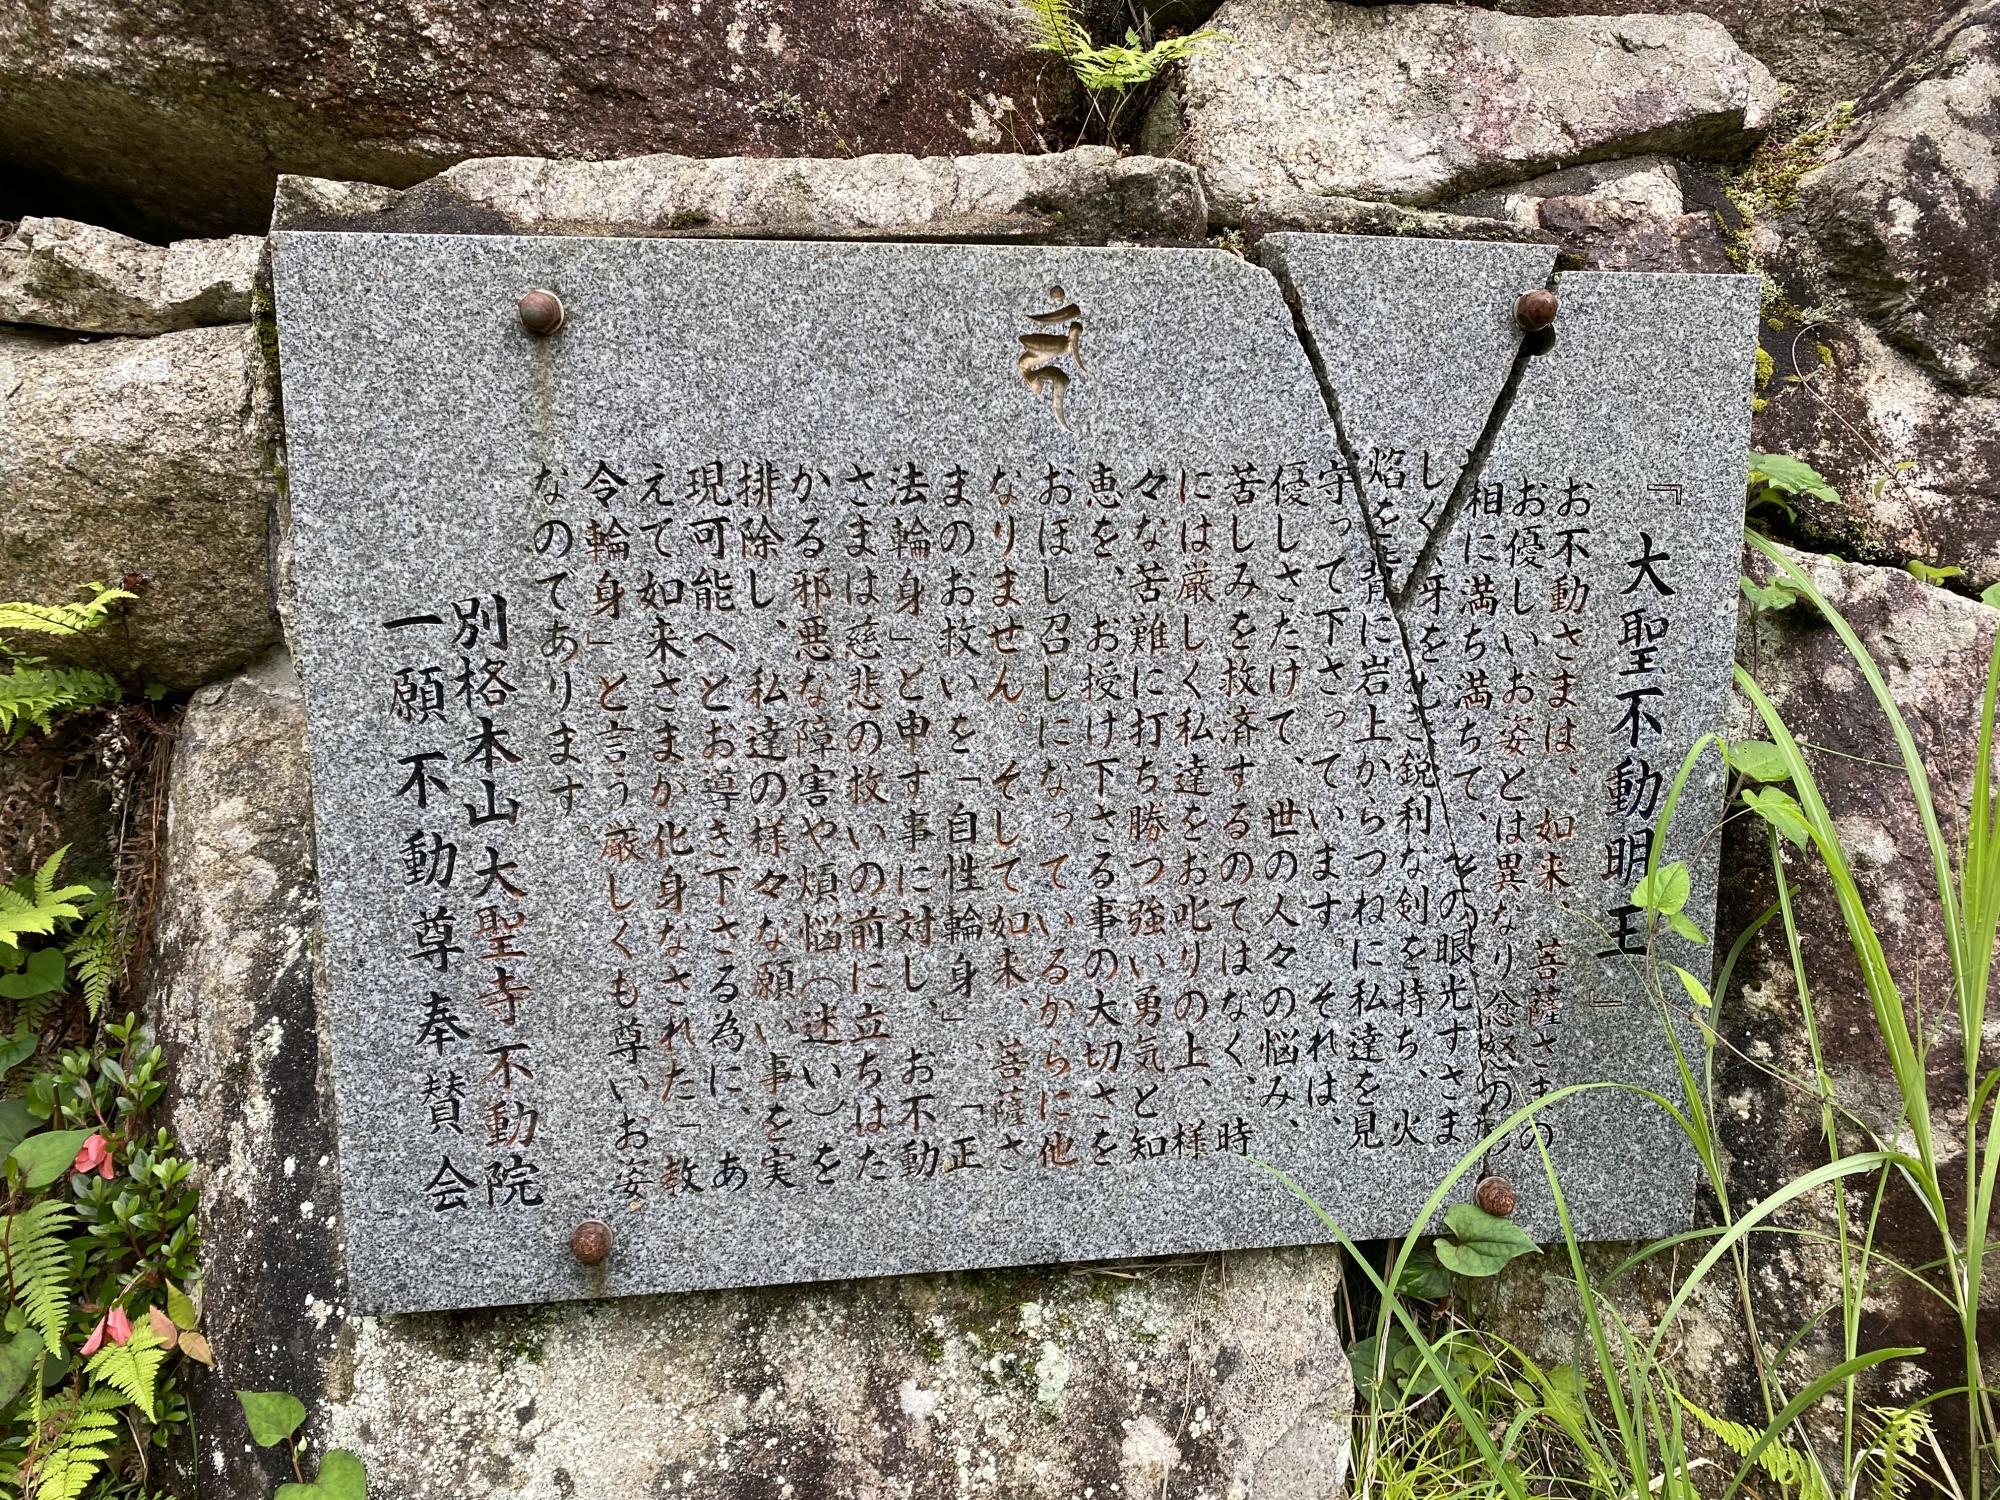 『大聖不動明王』
お不動さまは、如来、菩薩さまの
お優しいお姿とは異なり忿怒の
相に満ち満ちて、その眼光すさま
しく、牙をむき鋭利な剣を持ち、火
焔を背に岩上からつねに私達を見
守って下さっています。それは、
優しさだけて、世の人々の悩み、
苦しみを救済するのてはなく、時
には厳しく私達をお叱りの上、様
々な苦難に打ち勝つ強い勇気と知
恵を、お授け下さる事の大切さを
おほし召しになっているからに他
なりません。そして如来、菩薩さ
まのお救いを「自性輪身」、「正
法輪身」と申す事に対し、お不動
さまは慈悲の救いの前に立ちはた
かる邪悪な障害や煩悩(迷い)を
排除し、私達の様々な願い事を実
現可能へとお導き下さる為に、あ
えて如来さまが化身なされた「教
令輪身」と言う厳しくも尊いお姿
なのであります。
別格本山大聖寺不動院
一願不動尊奉賛会